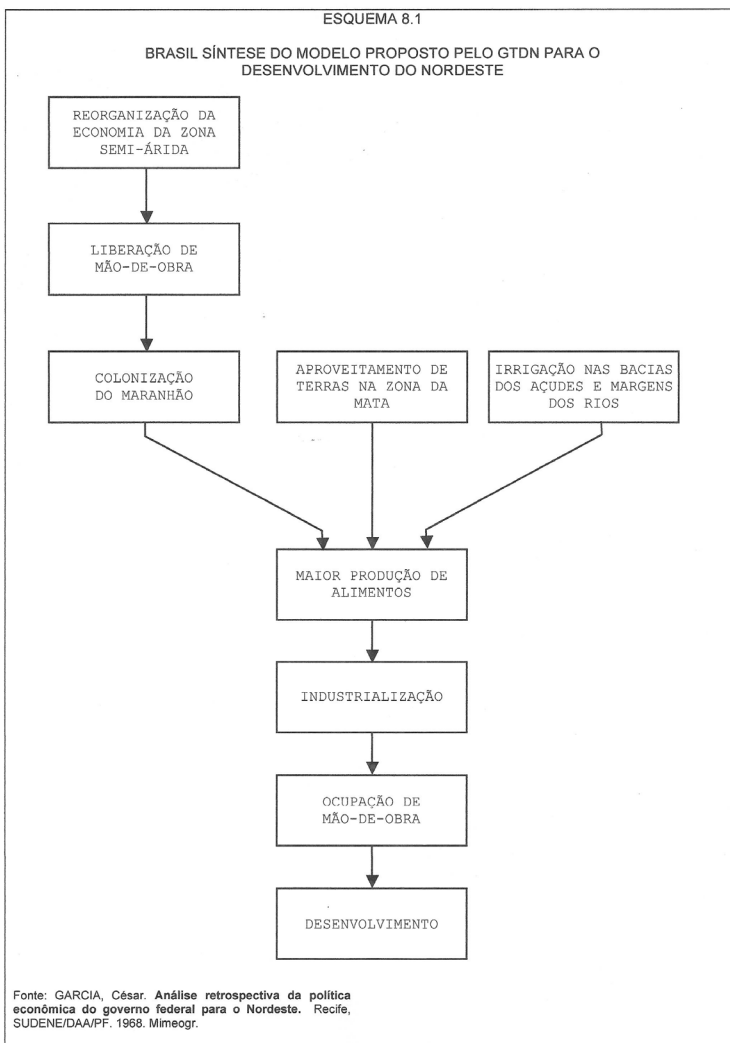 ESQUEMA 8.1
BRASIL SÍNTESE DO MODELO PROPOSTO PELO GTDN PARA O
DESENVOLVIMENTO DO NORDESTE
REORGANIZAÇÃO DA
ECONOMIA DA ZONA
SEMI-ÁRIDA
LIBERAÇÃO DE
MÃO-DE-OBRA
COLONIZAÇÃO
DO MARANHÃO
APROVEITAMENTO DE
TERRAS NA ZONA DA
MATA
IRRIGAÇÃO NAS BACIAS
DOS AÇUDES E MARGENS
DOS RIOS
MAIOR PRODUÇÃO DE
ALIMENTOS
INDUSTRIALIZAÇÃO
OCUPAÇÃO DE
MÃO-DE-OBRA
DESENVOLVIMENTO
Fonte: GARCIA, César. Análise retrospectiva da política
econômica do governo federal para o Nordeste. Recife,
SUDENE/DAA/PF. 1968. Mimeogr.